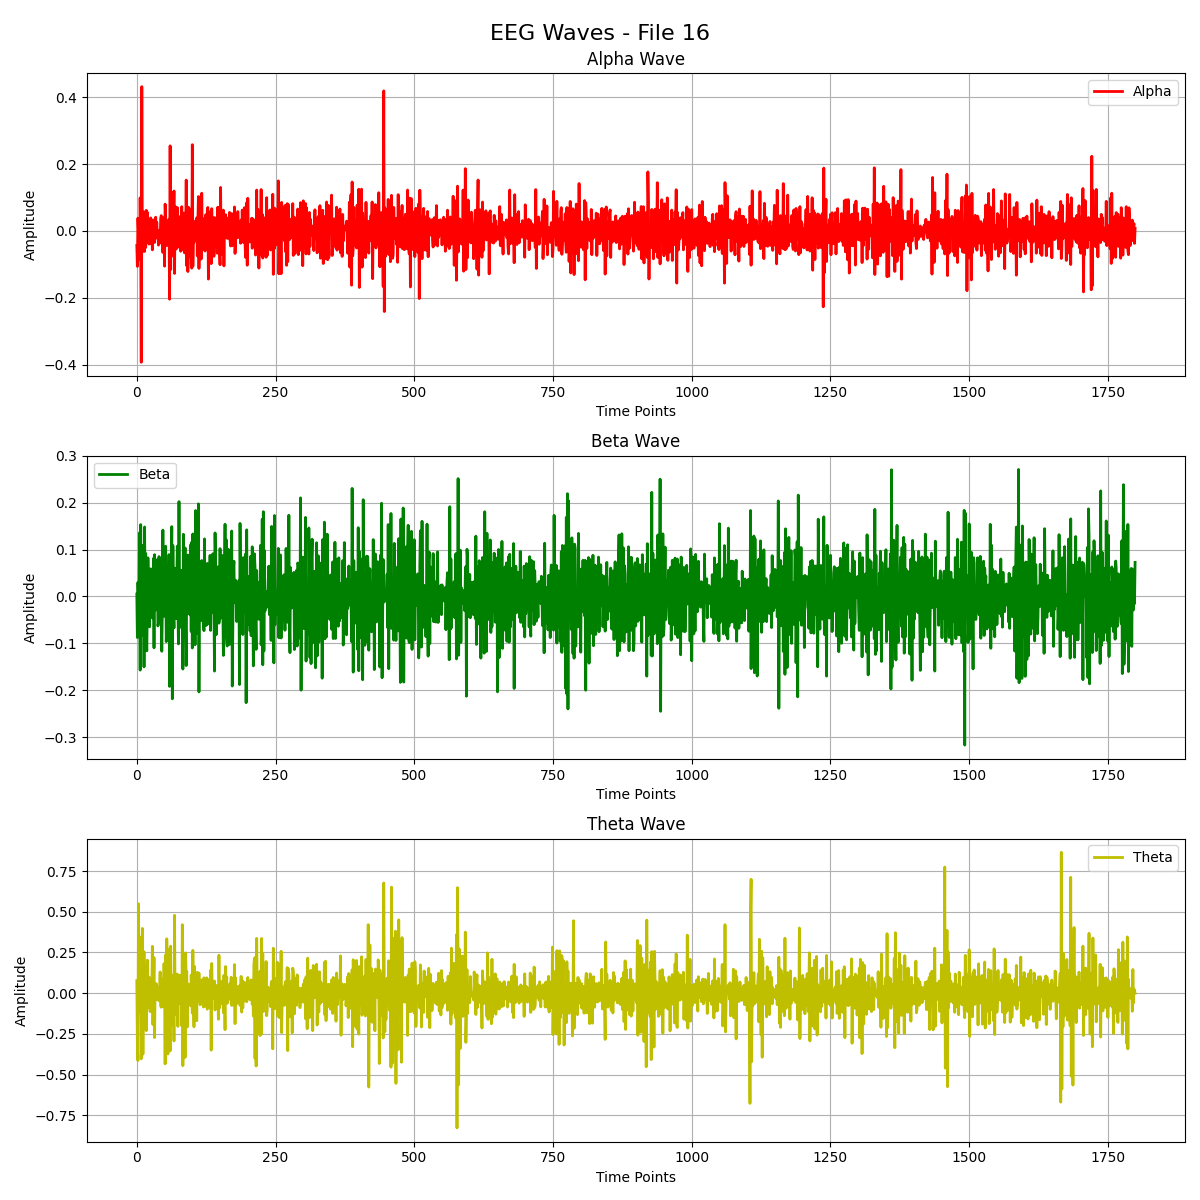 EEG Waves - File 16
Alpha Wave
Alpha
0.4
0.2
0.0
−0.2
−0.4
Amplitude
0 250 500 750 1000 1250 1500 1750
Time Points
Beta Wave
Beta
0.3
0.2
0.1
0.0
−0.1
−0.2
−0.3
Amplitude
0 250 500 750 1000 1250 1500 1750
Time Points
Theta Wave
Theta
0.75
0.50
0.25
0.00
−0.25
−0.50
−0.75
Amplitude
0 250 500 750 1000 1250 1500 1750
Time Points